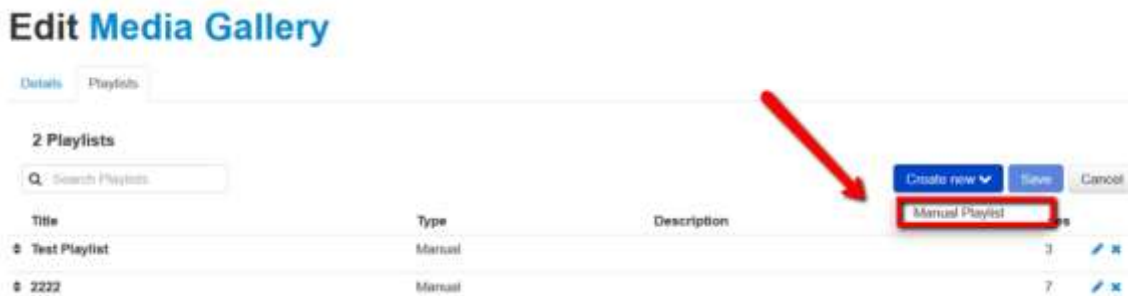 Edit Media Gallery
Details Playlists
2 Playlists
Search Playlists
Create new Save Cancel
Manual Playlist
Title Type Description
Test Playlist Manual 3
2222 Manual 7